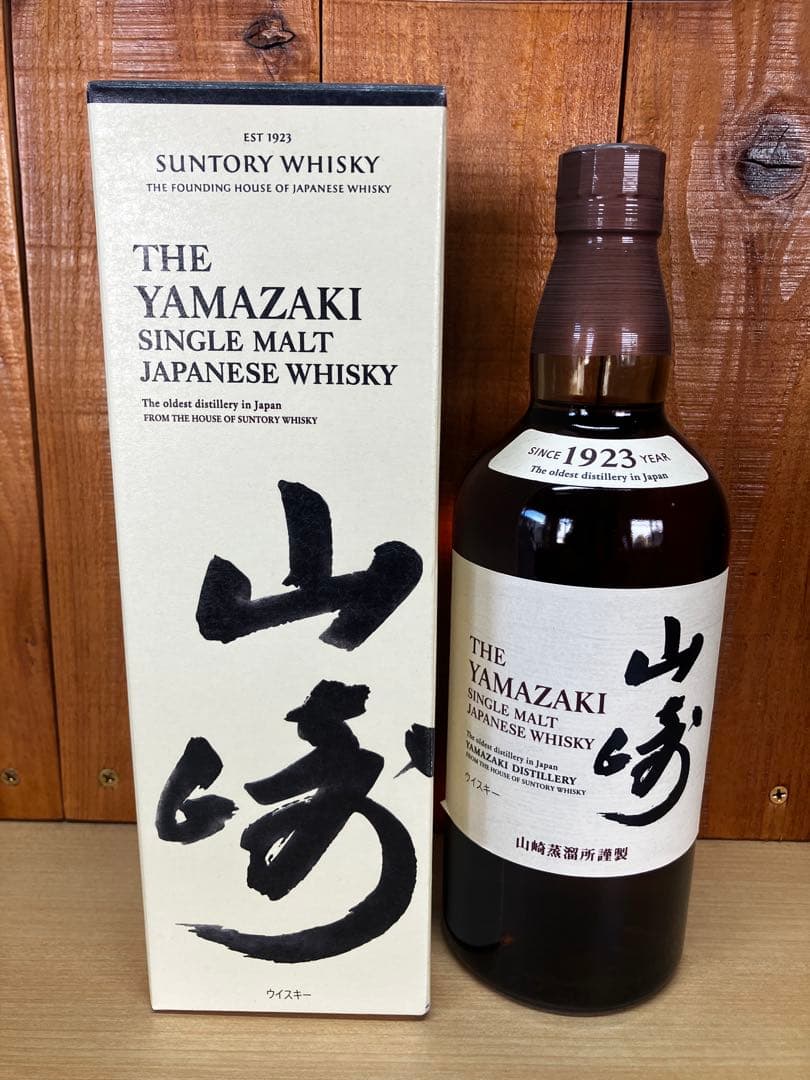 EST 1923
SUNTORY WHISKY
THE FOUNDING HOUSE OF JAPANESE WHISKY
THE
YAMAZAKI
SINGLE MALT
JAPANESE WHISKY
The oldest distillery in Japan
FROM THE HOUSE OF SUNTORY WHISKY
山
崎
ウイスキー
SINCE 1923 YEAR
The oldest distillery in Japan
THE
YAMAZAKI
SINGLE MALT
JAPANESE WHISKY
The oldest distillery in Japan
YAMAZAKI DISTILLERY
FROM THE HOUSE OF SUNTORY WHISKY
ウイスキー
山
崎
山崎蒸溜所謹製